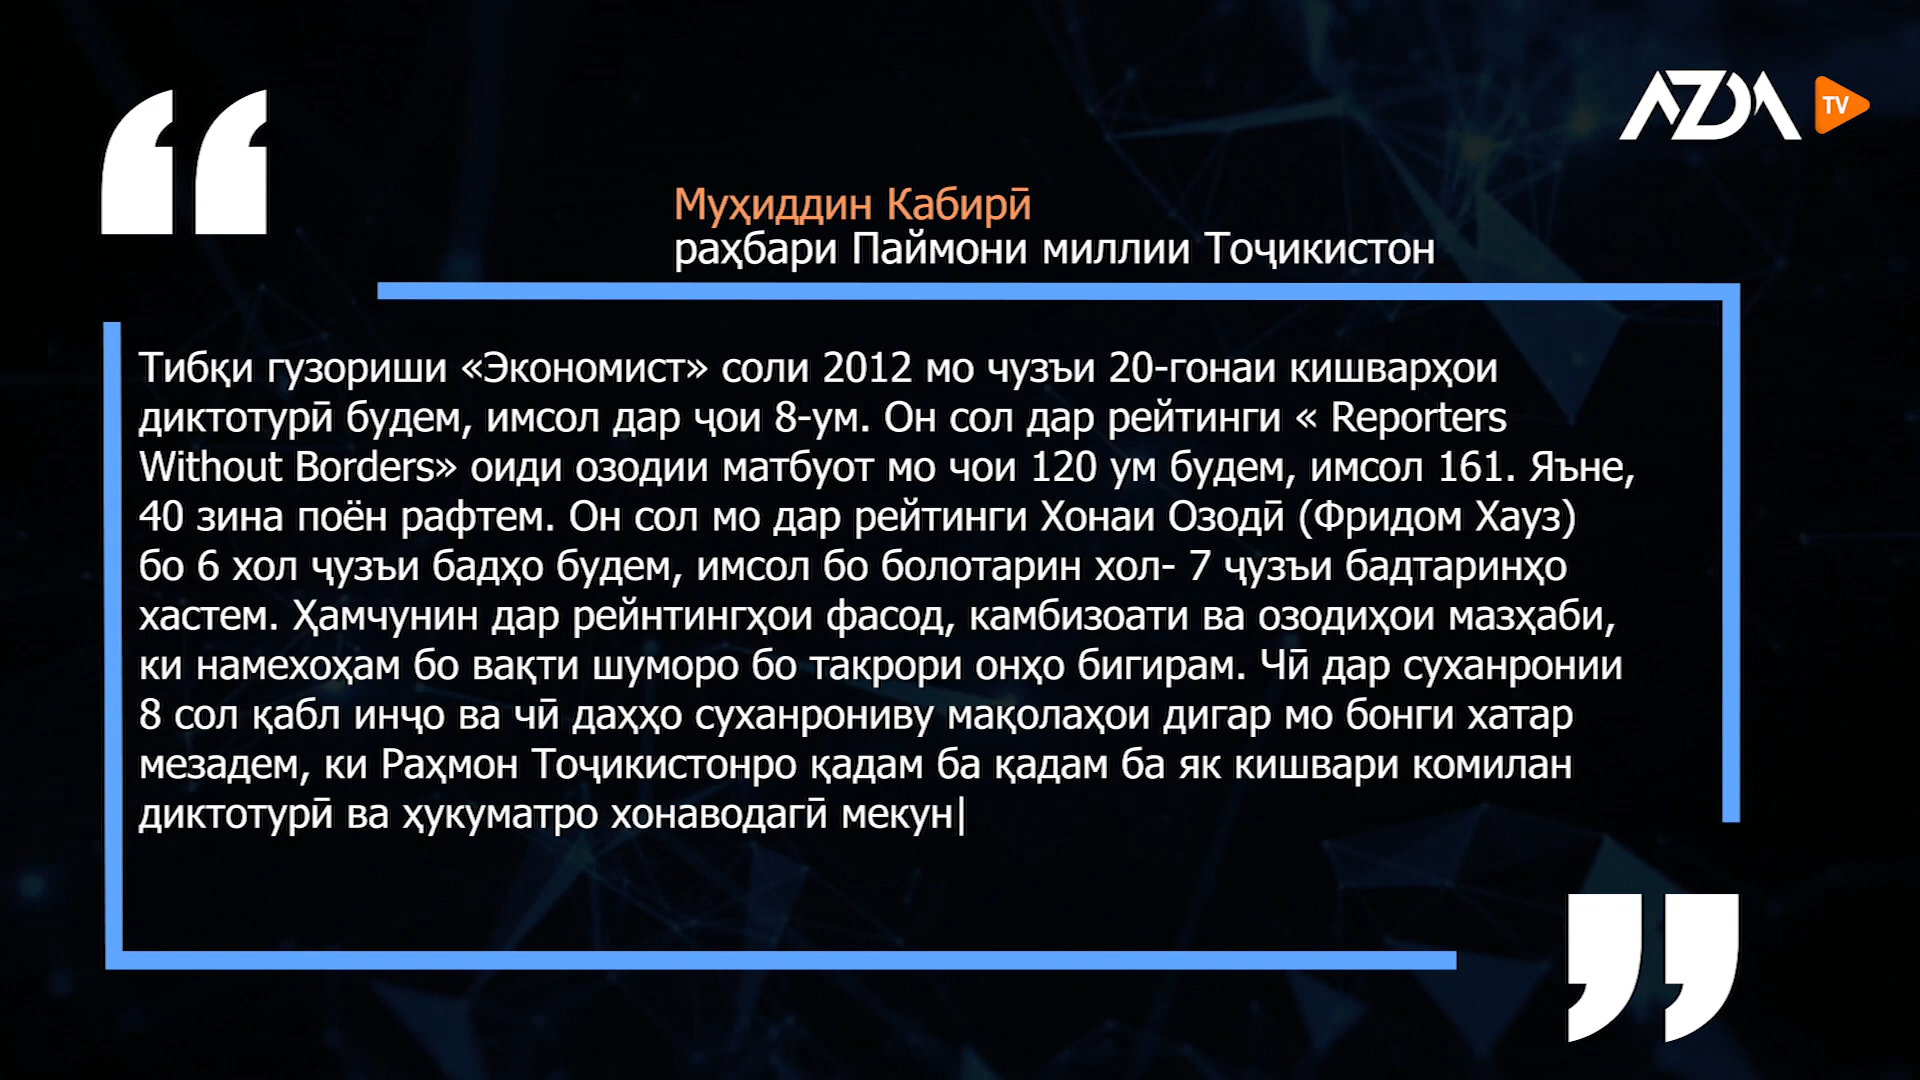 AZDA TV
Муҳиддин Кабирӣ
раҳбари Паймони миллии Тоҷикистон
Тибқи гузориши «Экономист» соли 2012 мо чузъи 20-гонаи кишварҳои
диктотурӣ будем, имсол дар ҷои 8-ум. Он сол дар рейтинги « Reporters
Without Borders» оиди озодии матбуот мо чои 120 ум будем, имсол 161. Яъне,
40 зина поён рафтем. Он сол мо дар рейтинги Хонаи Озодӣ (Фридом Хауз)
бо 6 хол ҷузъи бадҳо будем, имсол бо болотарин хол- 7 ҷузъи бадтаринҳо
хастем. Ҳамчунин дар рейнтингҳои фасод, камбизоати ва озодиҳои мазҳаби,
ки намехоҳам бо вақти шуморо бо такрори онҳо бигирам. Чӣ дар суханронии
8 сол қабл инҷо ва чӣ даҳҳо суханрониву мақолаҳои дигар мо бонги хатар
мезадем, ки Раҳмон Тоҷикистонро қадам ба қадам ба як кишвари комилан
диктотурӣ ва ҳукуматро хонаводагӣ мекун|